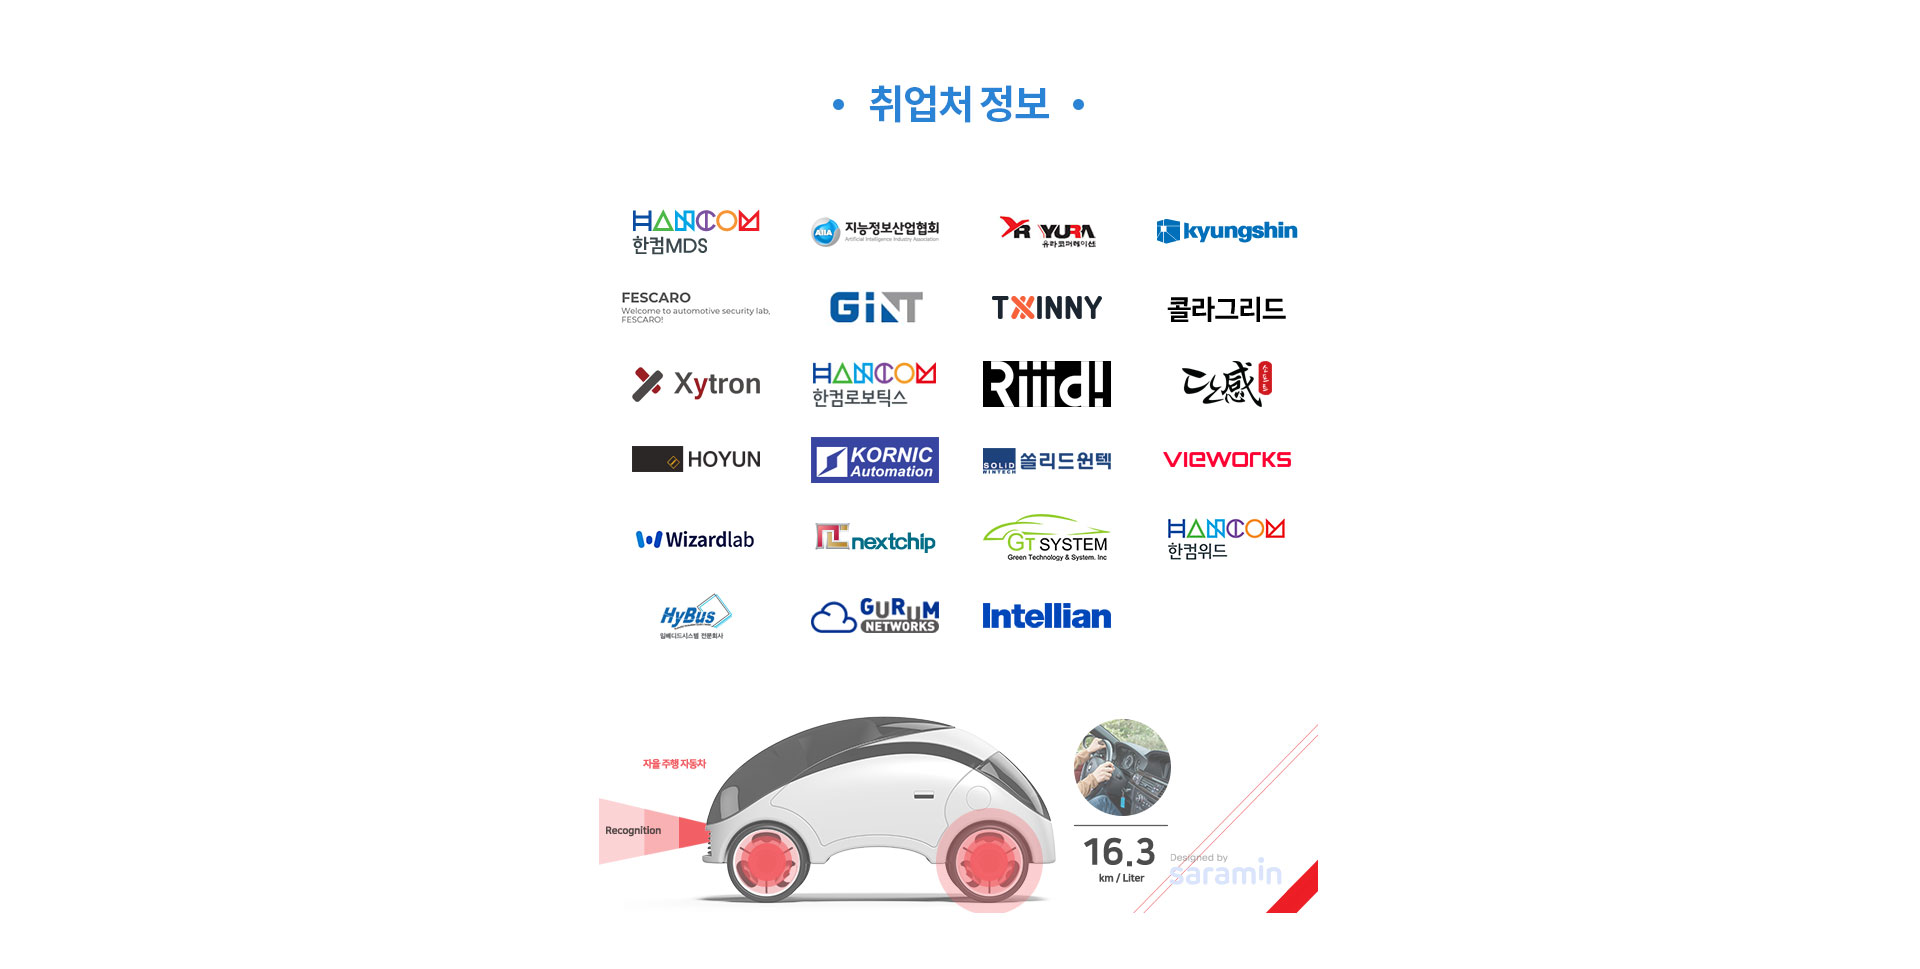 취업처 정보
HANCOM
한컴MDS
AIIA 지능정보산업협회
Artificial Intelligence Industry Association
YR YURA
유라코퍼레이션
kyungshin
FESCARO
Welcome to automotive security lab,
FESCARO!
GiNT
TWINNY
콜라그리드
Xytron
HANCOM
한컴로보틱스
感
HOYUN
KORNIC
Automation
SOLiD
WINTECH
쏠리드윈텍
VIEWORKS
Wizardlab
nextchip
GT SYSTEM
Green Technology & System. Inc
HANCOM
한컴위드
HyBus
임베디드시스템 전문회사
GURUM
NETWORKS
Intellian
자율 주행 자동차
Recognition
16.3
km / Liter
Designed by
saramin